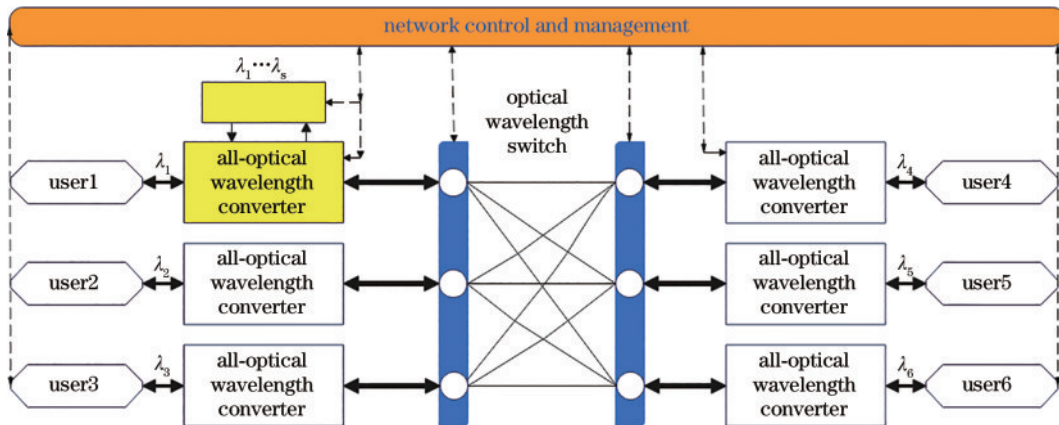 network control and management
λ₁···λₛ
optical
wavelength
switch
user1
λ₁
all-optical
wavelength
converter
all-optical
wavelength
converter
λ₄
user4
user2
λ₂
all-optical
wavelength
converter
all-optical
wavelength
converter
λ₅
user5
user3
λ₃
all-optical
wavelength
converter
all-optical
wavelength
converter
λ₆
user6